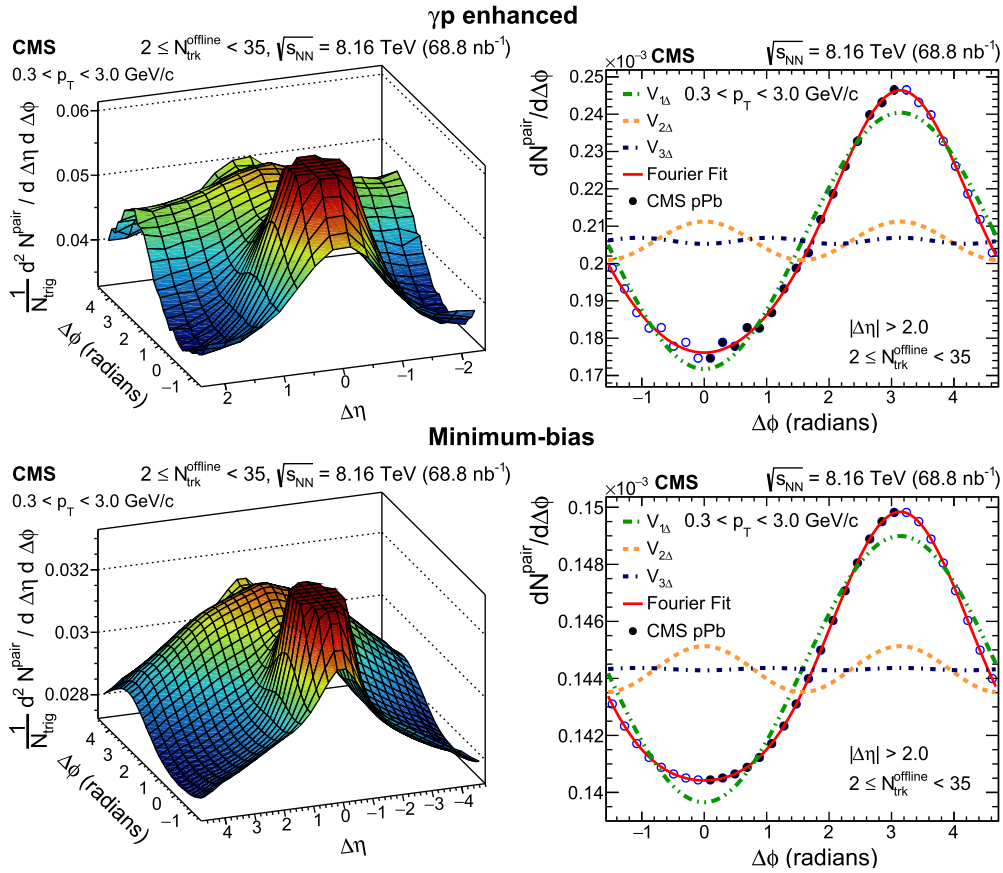 γp enhanced
CMS 2 ≤ N_trk^offline < 35, √s_NN = 8.16 TeV (68.8 nb⁻¹)
0.3 < p_T < 3.0 GeV/c
0.06
0.05
0.04
1/N_trig d² N^pair / d Δη d Δϕ
4 3 2 1 0 −1
Δϕ (radians)
2 1 0 −1 −2
Δη
×10⁻³ CMS √s_NN = 8.16 TeV (68.8 nb⁻¹)
0.25
0.24
0.23
0.22
0.21
0.2
0.19
0.18
0.17
dN^pair/dΔϕ
V_1Δ 0.3 < p_T < 3.0 GeV/c
V_2Δ
V_3Δ
Fourier Fit
CMS pPb
|Δη| > 2.0
2 ≤ N_trk^offline < 35
−1 0 1 2 3 4
Δϕ (radians)
Minimum-bias
CMS 2 ≤ N_trk^offline < 35, √s_NN = 8.16 TeV (68.8 nb⁻¹)
0.3 < p_T < 3.0 GeV/c
0.032
0.03
0.028
1/N_trig d² N^pair / d Δη d Δϕ
4 3 2 1 0 −1
Δϕ (radians)
4 3 2 1 0 −1 −2 −3 −4
Δη
×10⁻³ CMS √s_NN = 8.16 TeV (68.8 nb⁻¹)
0.15
0.148
0.146
0.144
0.142
0.14
dN^pair/dΔϕ
V_1Δ 0.3 < p_T < 3.0 GeV/c
V_2Δ
V_3Δ
Fourier Fit
CMS pPb
|Δη| > 2.0
2 ≤ N_trk^offline < 35
−1 0 1 2 3 4
Δϕ (radians)